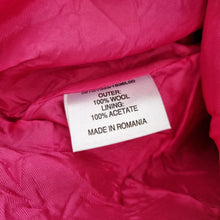 OUTER:
100% WOOL
LINING:
100% ACETATE
MADE IN ROMANIA